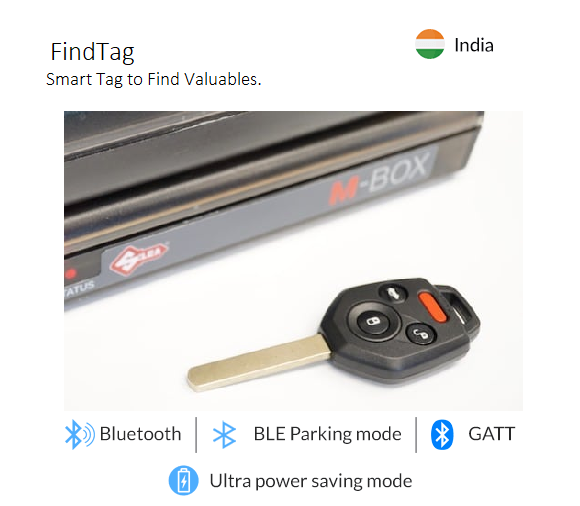 FindTag
India
Smart Tag to Find Valuables.
M-BOX
SILCA
TATUS
Bluetooth
BLE Parking mode
GATT
Ultra power saving mode